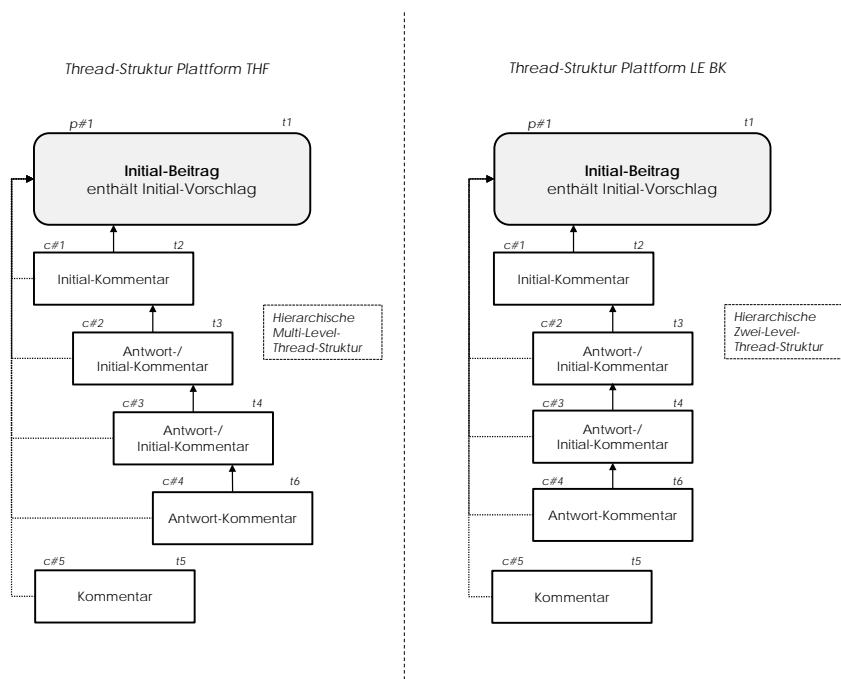 Thread-Struktur Plattform THF
p#1 t1
Initial-Beitrag
enthält Initial-Vorschlag
c#1 t2
Initial-Kommentar
c#2 t3
Antwort-/
Initial-Kommentar
Hierarchische
Multi-Level-
Thread-Struktur
c#3 t4
Antwort-/
Initial-Kommentar
c#4 t6
Antwort-Kommentar
c#5 t5
Kommentar
Thread-Struktur Plattform LE BK
p#1 t1
Initial-Beitrag
enthält Initial-Vorschlag
c#1 t2
Initial-Kommentar
c#2 t3
Antwort-/
Initial-Kommentar
Hierarchische
Zwei-Level-
Thread-Struktur
c#3 t4
Antwort-/
Initial-Kommentar
c#4 t6
Antwort-Kommentar
c#5 t5
Kommentar